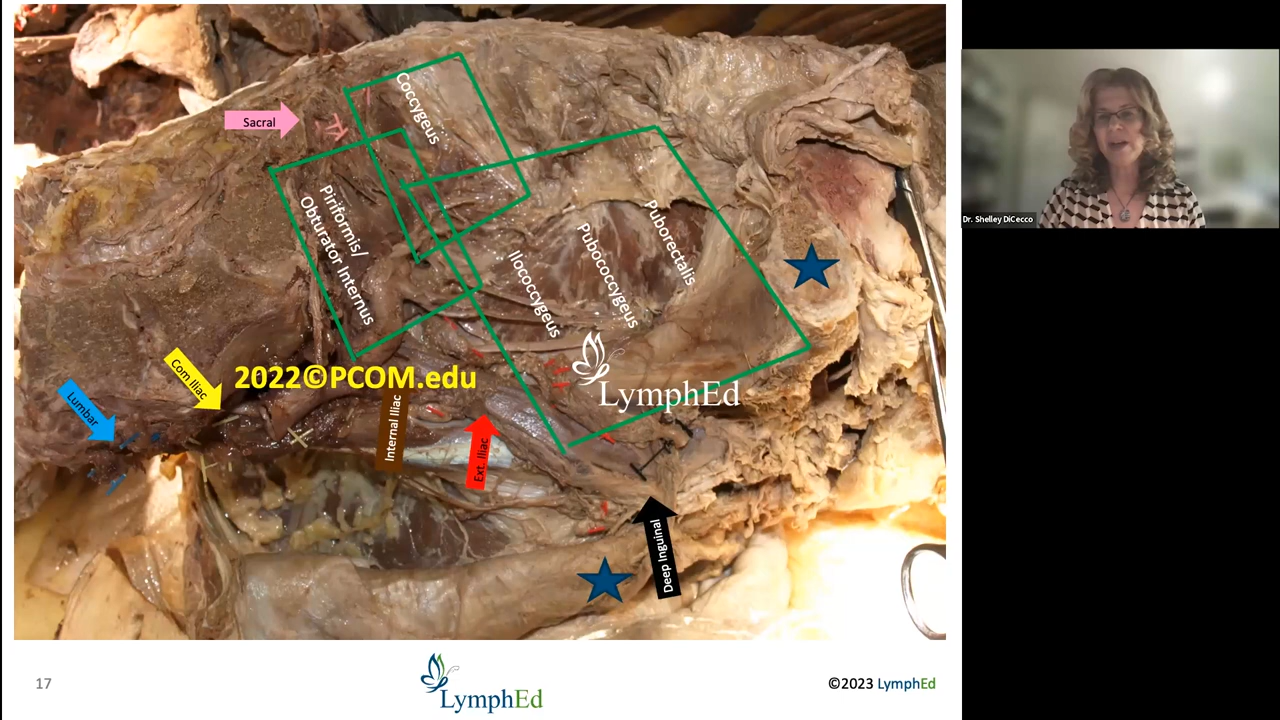 Sacral
Coccygeus
Piriformis/
Obturator Internus
Puborectalis
Pubococcygeus
Ilococcygeus
Dr. Shelley DiCecco
Com Iliac
2022©PCOM.edu
LymphEd
Lumbar
Internal Iliac
Ext. Iliac
Deep Inguinal
17
LymphEd
©2023 LymphEd